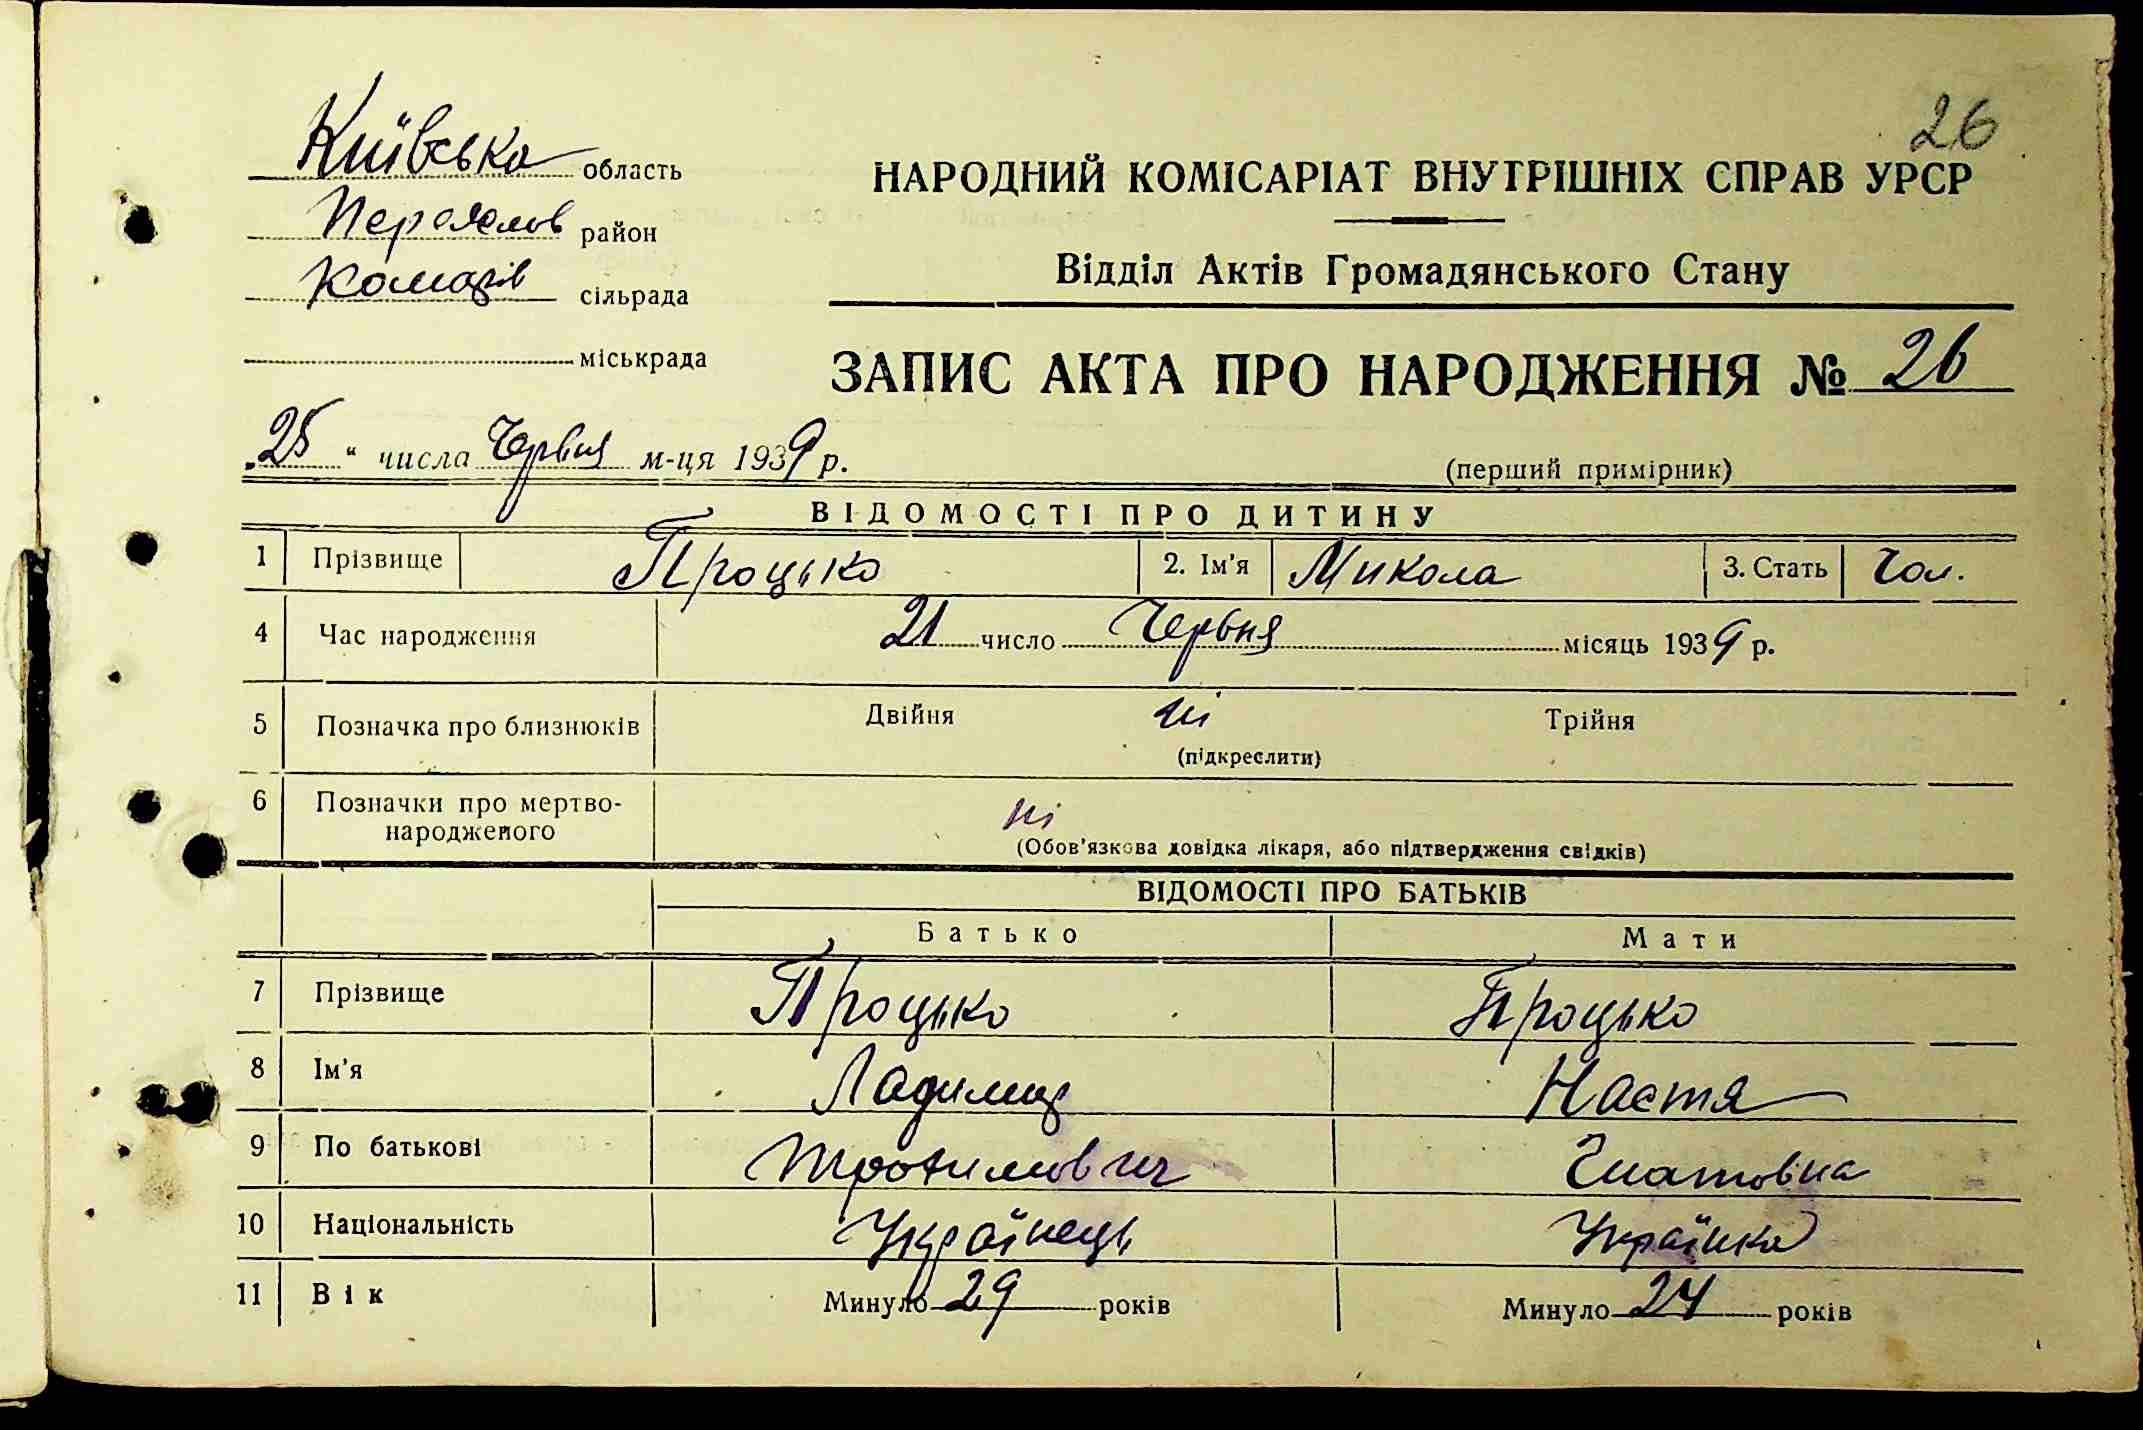 26
Київська область
НАРОДНИЙ КОМІСАРІАТ ВНУТРІШНІХ СПРАВ УРСР
Переяслов район
Відділ Актів Громадянського Стану
Комарів сільрада
міськрада
ЗАПИС АКТА ПРО НАРОДЖЕННЯ № 26
„25“ числа Червня м-ця 1939 р.
(перший примірник)
ВІДОМОСТІ ПРО ДИТИНУ
1 Прізвище Процько 2. Ім'я Микола 3. Стать Чол.
4 Час народження 21 число Червня місяць 1939 р.
5 Позначка про близнюків Двійня ні Трійня
(підкреслити)
6 Позначки про мертво-
народженого ні
(Обов'язкова довідка лікаря, або підтвердження свідків)
ВІДОМОСТІ ПРО БАТЬКІВ
Батько Мати
7 Прізвище Процько Процько
8 Ім'я Ладимир Настя
9 По батькові Трофимович Гнатовна
10 Національність Українець Українка
11 Вік Минуло 29 років Минуло 24 років